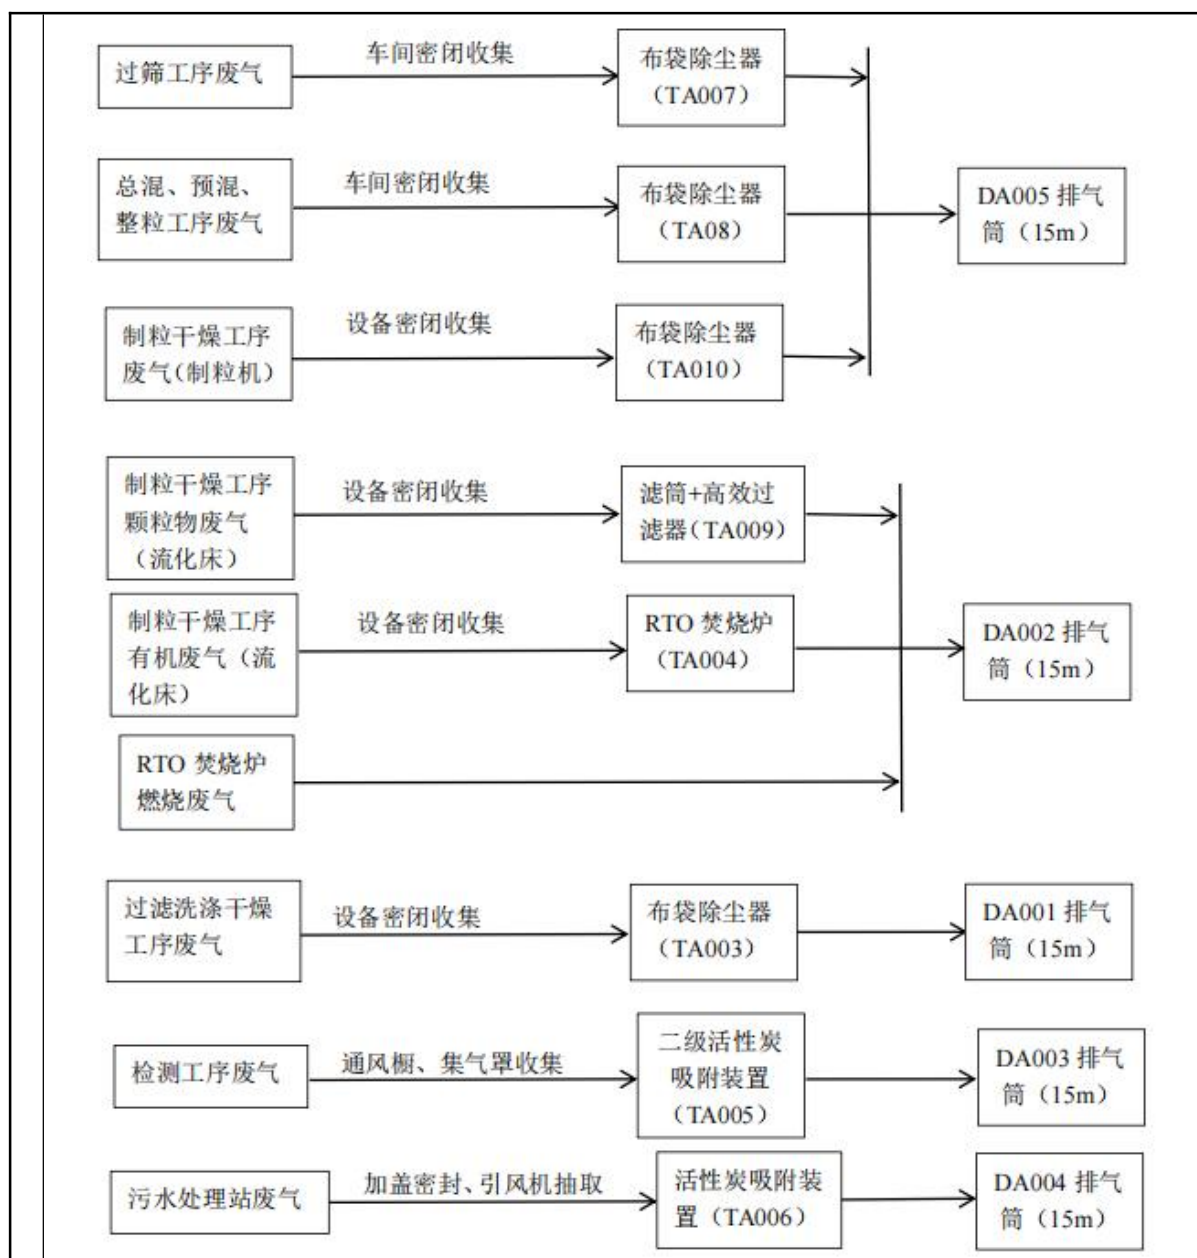 过筛工序废气
车间密闭收集
布袋除尘器
（TA007）
总混、预混、
整粒工序废气
车间密闭收集
布袋除尘器
（TA08）
DA005 排气
筒（15m）
制粒干燥工序
废气（制粒机）
设备密闭收集
布袋除尘器
（TA010）
制粒干燥工序
颗粒物废气
（流化床）
设备密闭收集
滤筒+高效过
滤器（TA009）
制粒干燥工序
有机废气（流
化床）
设备密闭收集
RTO 焚烧炉
（TA004）
DA002 排气
筒（15m）
RTO 焚烧炉
燃烧废气
过滤洗涤干燥
工序废气
设备密闭收集
布袋除尘器
（TA003）
DA001 排气
筒（15m）
检测工序废气
通风橱、集气罩收集
二级活性炭
吸附装置
（TA005）
DA003 排气
筒（15m）
污水处理站废气
加盖密封、引风机抽取
活性炭吸附装
置（TA006）
DA004 排气
筒（15m）